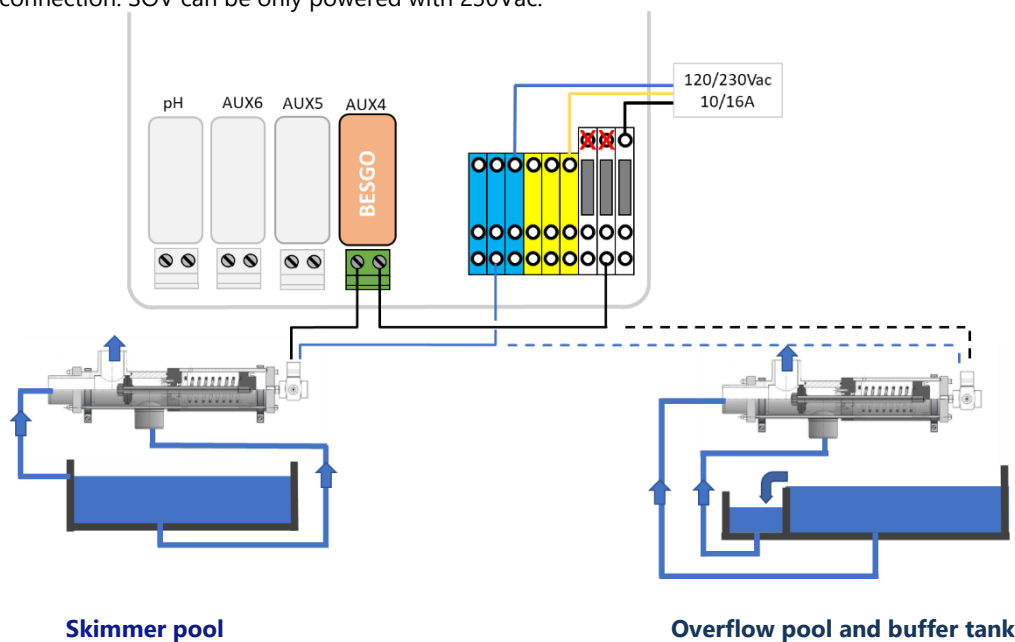 connection. SOV can be only powered with 230Vac.
120/230Vac
10/16A
pH AUX6 AUX5 AUX4
BESGO
Skimmer pool Overflow pool and buffer tank